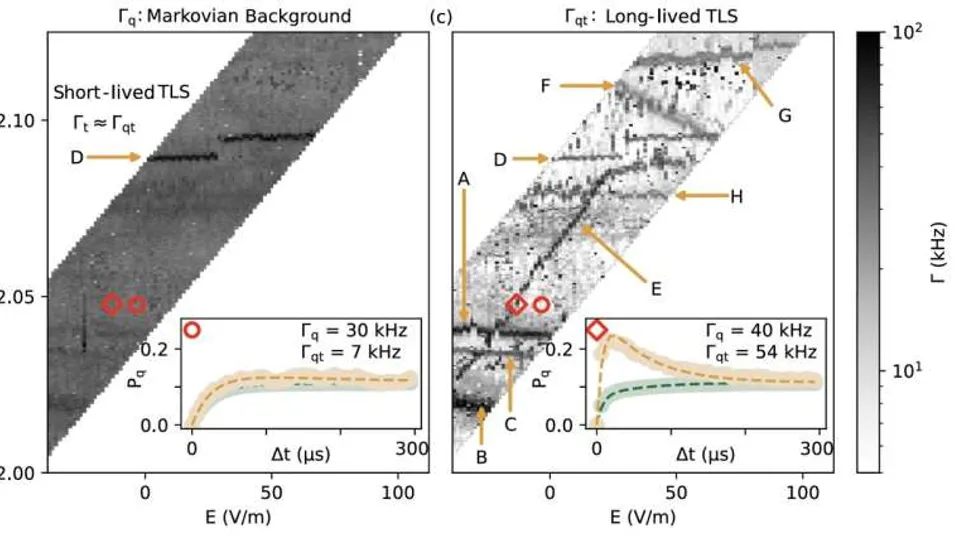 Γq: Markovian Background
Short-lived TLS
Γt ≈ Γqt
D
2.10
2.05
2.00
Γq = 30 kHz
Γqt = 7 kHz
Pq
0.2
0.0
0
300
Δt (μs)
0
50
100
E (V/m)
(c)
Γqt: Long-lived TLS
F
G
D
A
H
E
C
B
Γq = 40 kHz
Γqt = 54 kHz
Pq
0.2
0.0
0
300
Δt (μs)
0
50
100
E (V/m)
10²
10¹
Γ (kHz)